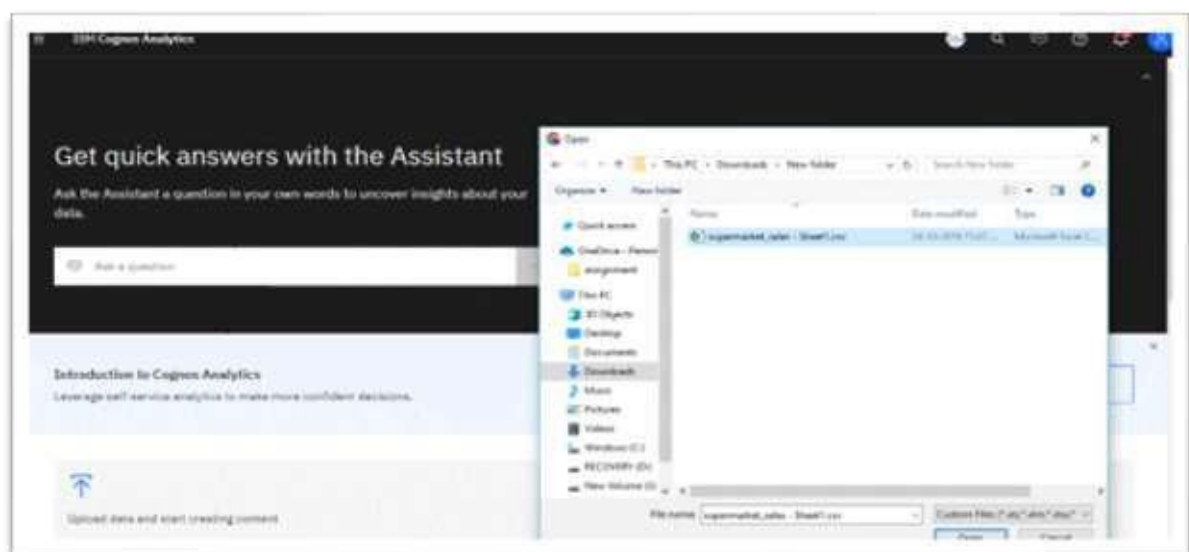 IBM Cognos Analytics
Get quick answers with the Assistant
Ask the Assistant a question in your own words to uncover insights about your
data.
Ask a question
Introduction to Cognos Analytics
Leverage self-service analytics to make more confident decisions.
Upload data and start creating content
Open
This PC
Downloads
New folder
Search New folder
Organize
New folder
Name
Date modified
Type
supermarket_sales - Sheet1.csv
Microsoft Excel C...
Quick access
OneDrive - Person
assignment
This PC
3D Objects
Desktop
Documents
Downloads
Music
Pictures
Videos
Windows (C:)
RECOVERY (D:)
New Volume
File name
supermarket_sales - Sheet1.csv
Custom Files
Open
Cancel